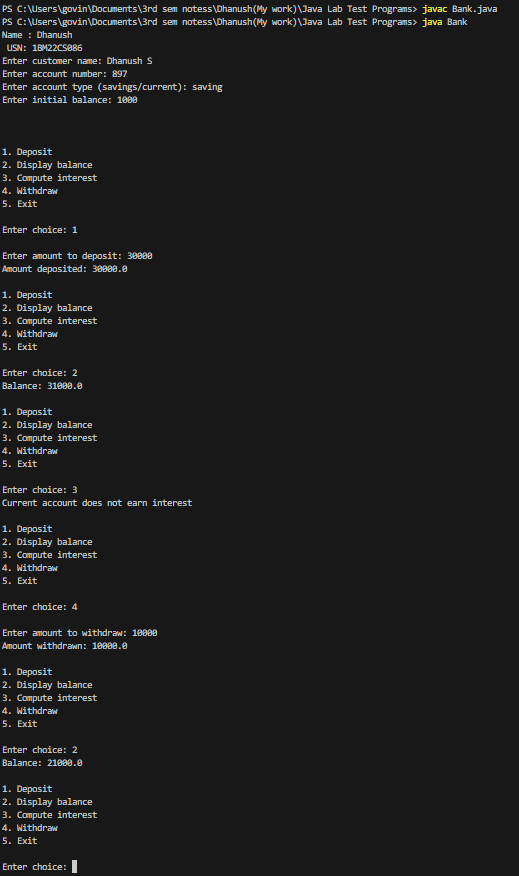 PS C:\Users\govin\Documents\3rd sem notess\Dhanush(My work)\Java Lab Test Programs> javac Bank.java
PS C:\Users\govin\Documents\3rd sem notess\Dhanush(My work)\Java Lab Test Programs> java Bank
Name : Dhanush
 USN: 1BM22CS086
Enter customer name: Dhanush S
Enter account number: 897
Enter account type (savings/current): saving
Enter initial balance: 1000
1. Deposit
2. Display balance
3. Compute interest
4. Withdraw
5. Exit
Enter choice: 1
Enter amount to deposit: 30000
Amount deposited: 30000.0
1. Deposit
2. Display balance
3. Compute interest
4. Withdraw
5. Exit
Enter choice: 2
Balance: 31000.0
1. Deposit
2. Display balance
3. Compute interest
4. Withdraw
5. Exit
Enter choice: 3
Current account does not earn interest
1. Deposit
2. Display balance
3. Compute interest
4. Withdraw
5. Exit
Enter choice: 4
Enter amount to withdraw: 10000
Amount withdrawn: 10000.0
1. Deposit
2. Display balance
3. Compute interest
4. Withdraw
5. Exit
Enter choice: 2
Balance: 21000.0
1. Deposit
2. Display balance
3. Compute interest
4. Withdraw
5. Exit
Enter choice: